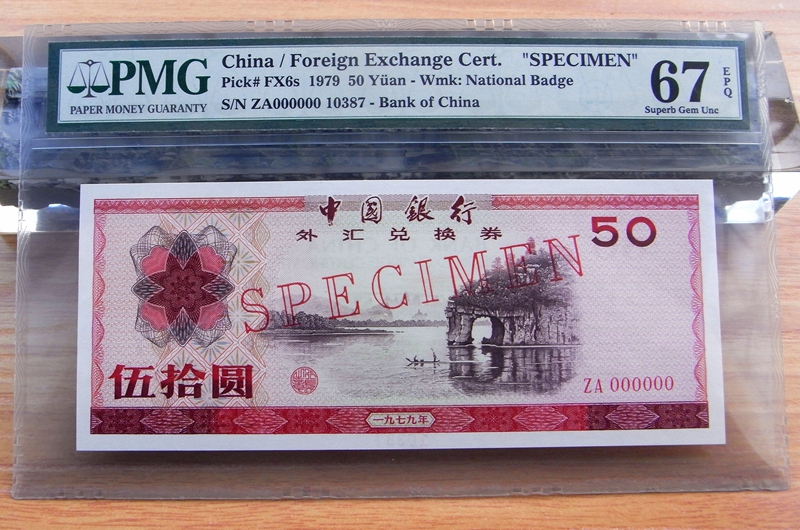 PMG
PAPER MONEY GUARANTY
China / Foreign Exchange Cert. "SPECIMEN"
Pick# FX6s 1979 50 Yüan - Wmk: National Badge
S/N ZA000000 10387 - Bank of China
67 EPQ
Superb Gem Unc
中國銀行
外汇兑换券
50
SPECIMEN
伍拾圆
ZA 000000
一九七九年